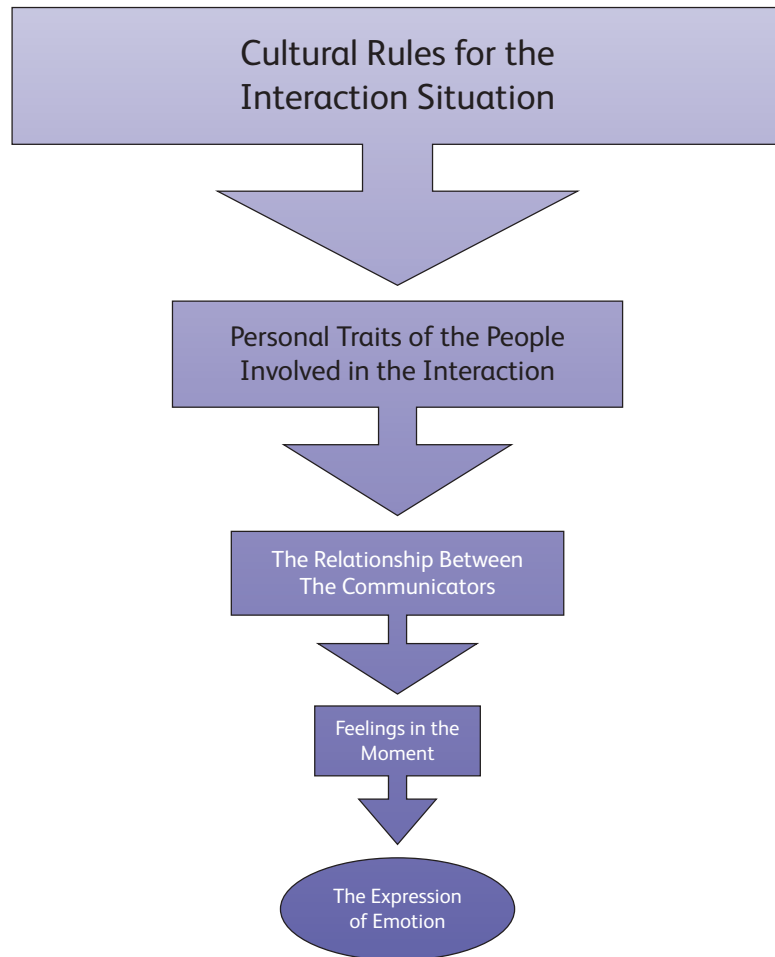 Cultural Rules for the
Interaction Situation
Personal Traits of the People
Involved in the Interaction
The Relationship Between
The Communicators
Feelings in the
Moment
The Expression
of Emotion